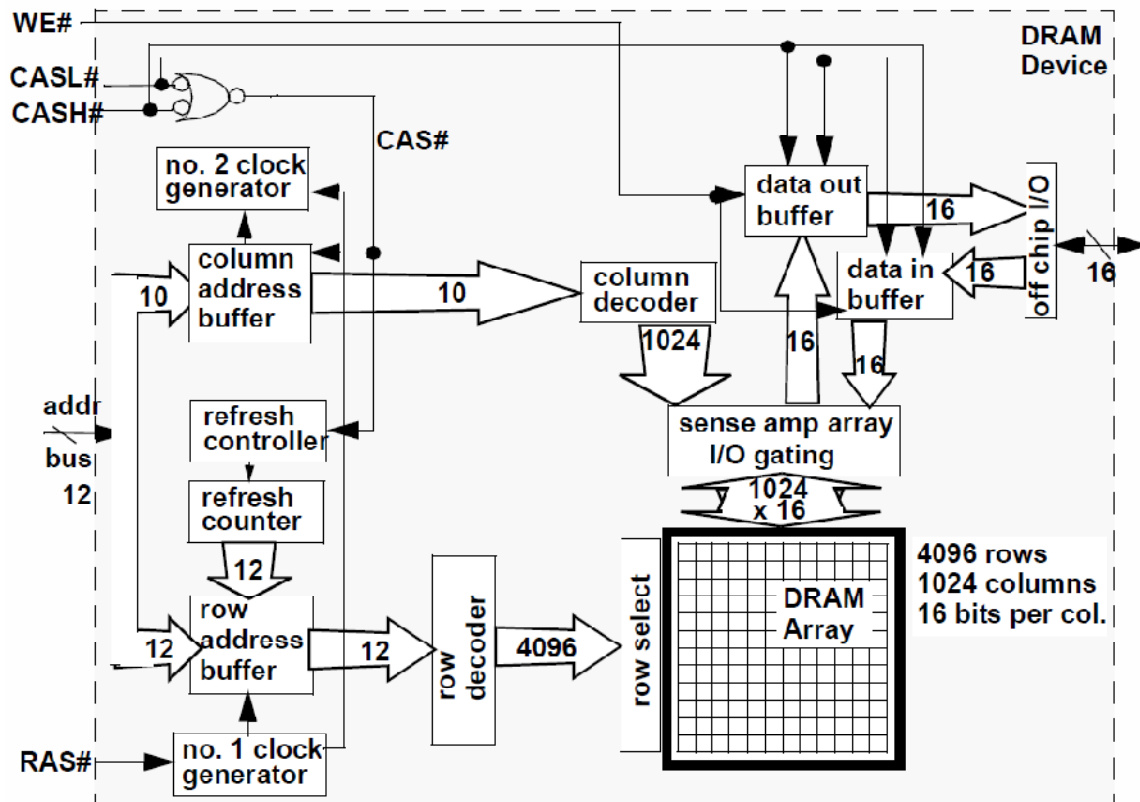 WE#
DRAM
Device
CASL#
CASH#
CAS#
no. 2 clock
generator
data out
buffer
16
off chip I/O
16
column
address
buffer
10
10
column
decoder
data in
buffer
16
1024
16
16
addr
bus
12
refresh
controller
sense amp array
I/O gating
refresh
counter
1024
x 16
12
row
address
buffer
12
12
row
decoder
4096
row select
DRAM
Array
4096 rows
1024 columns
16 bits per col.
RAS#
no. 1 clock
generator